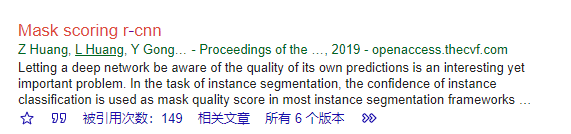 Mask scoring r-cnn
Z Huang, L Huang, Y Gong… - Proceedings of the …, 2019 - openaccess.thecvf.com
Letting a deep network be aware of the quality of its own predictions is an interesting yet
important problem. In the task of instance segmentation, the confidence of instance
classification is used as mask quality score in most instance segmentation frameworks …
被引用次数：149 相关文章 所有 6 个版本